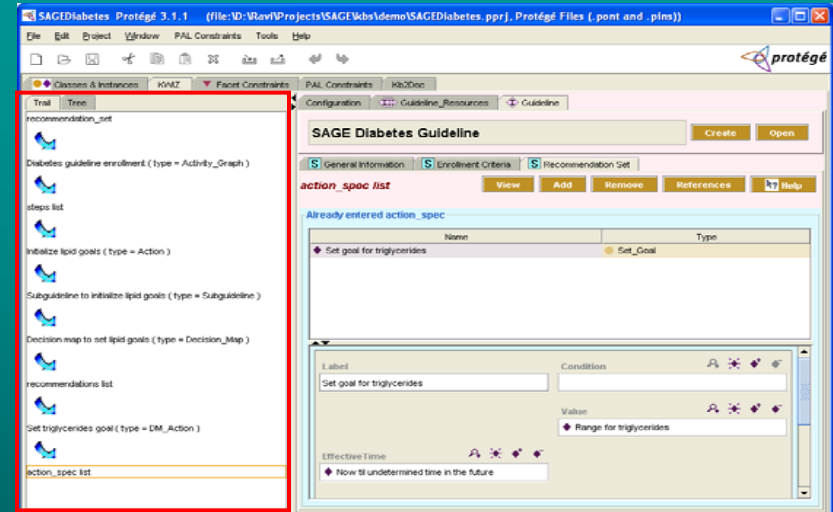 SAGEDiabetes Protégé 3.1.1 (file:\D:\Ravi\Projects\SAGE\kbs\demo\SAGEDiabetes.pprj, Protégé Files (.pont and .pins))
File Edit Project Window PAL Constraints Tools Help
protégé
Classes & Instances KWIZ Facet Constraints PAL Constraints Kb2Doc
Trail Tree
recommendation_set
Diabetes guideline enrollment ( type = Activity_Graph )
steps list
Initialize lipid goals ( type = Action )
Subguideline to initialize lipid goals ( type = Subguideline )
Decision map to set lipid goals ( type = Decision_Map )
recommendations list
Set triglycerides goal ( type = DM_Action )
action_spec list
Configuration Guideline_Resources Guideline
SAGE Diabetes Guideline Create Open
S General Information S Enrollment Criteria S Recommendation Set
action_spec list View Add Remove References Help
Already entered action_spec
Name Type
Set goal for triglycerides Set_Goal
Label Condition
Set goal for triglycerides
Value
Range for triglycerides
EffectiveTime
Now til undetermined time in the future